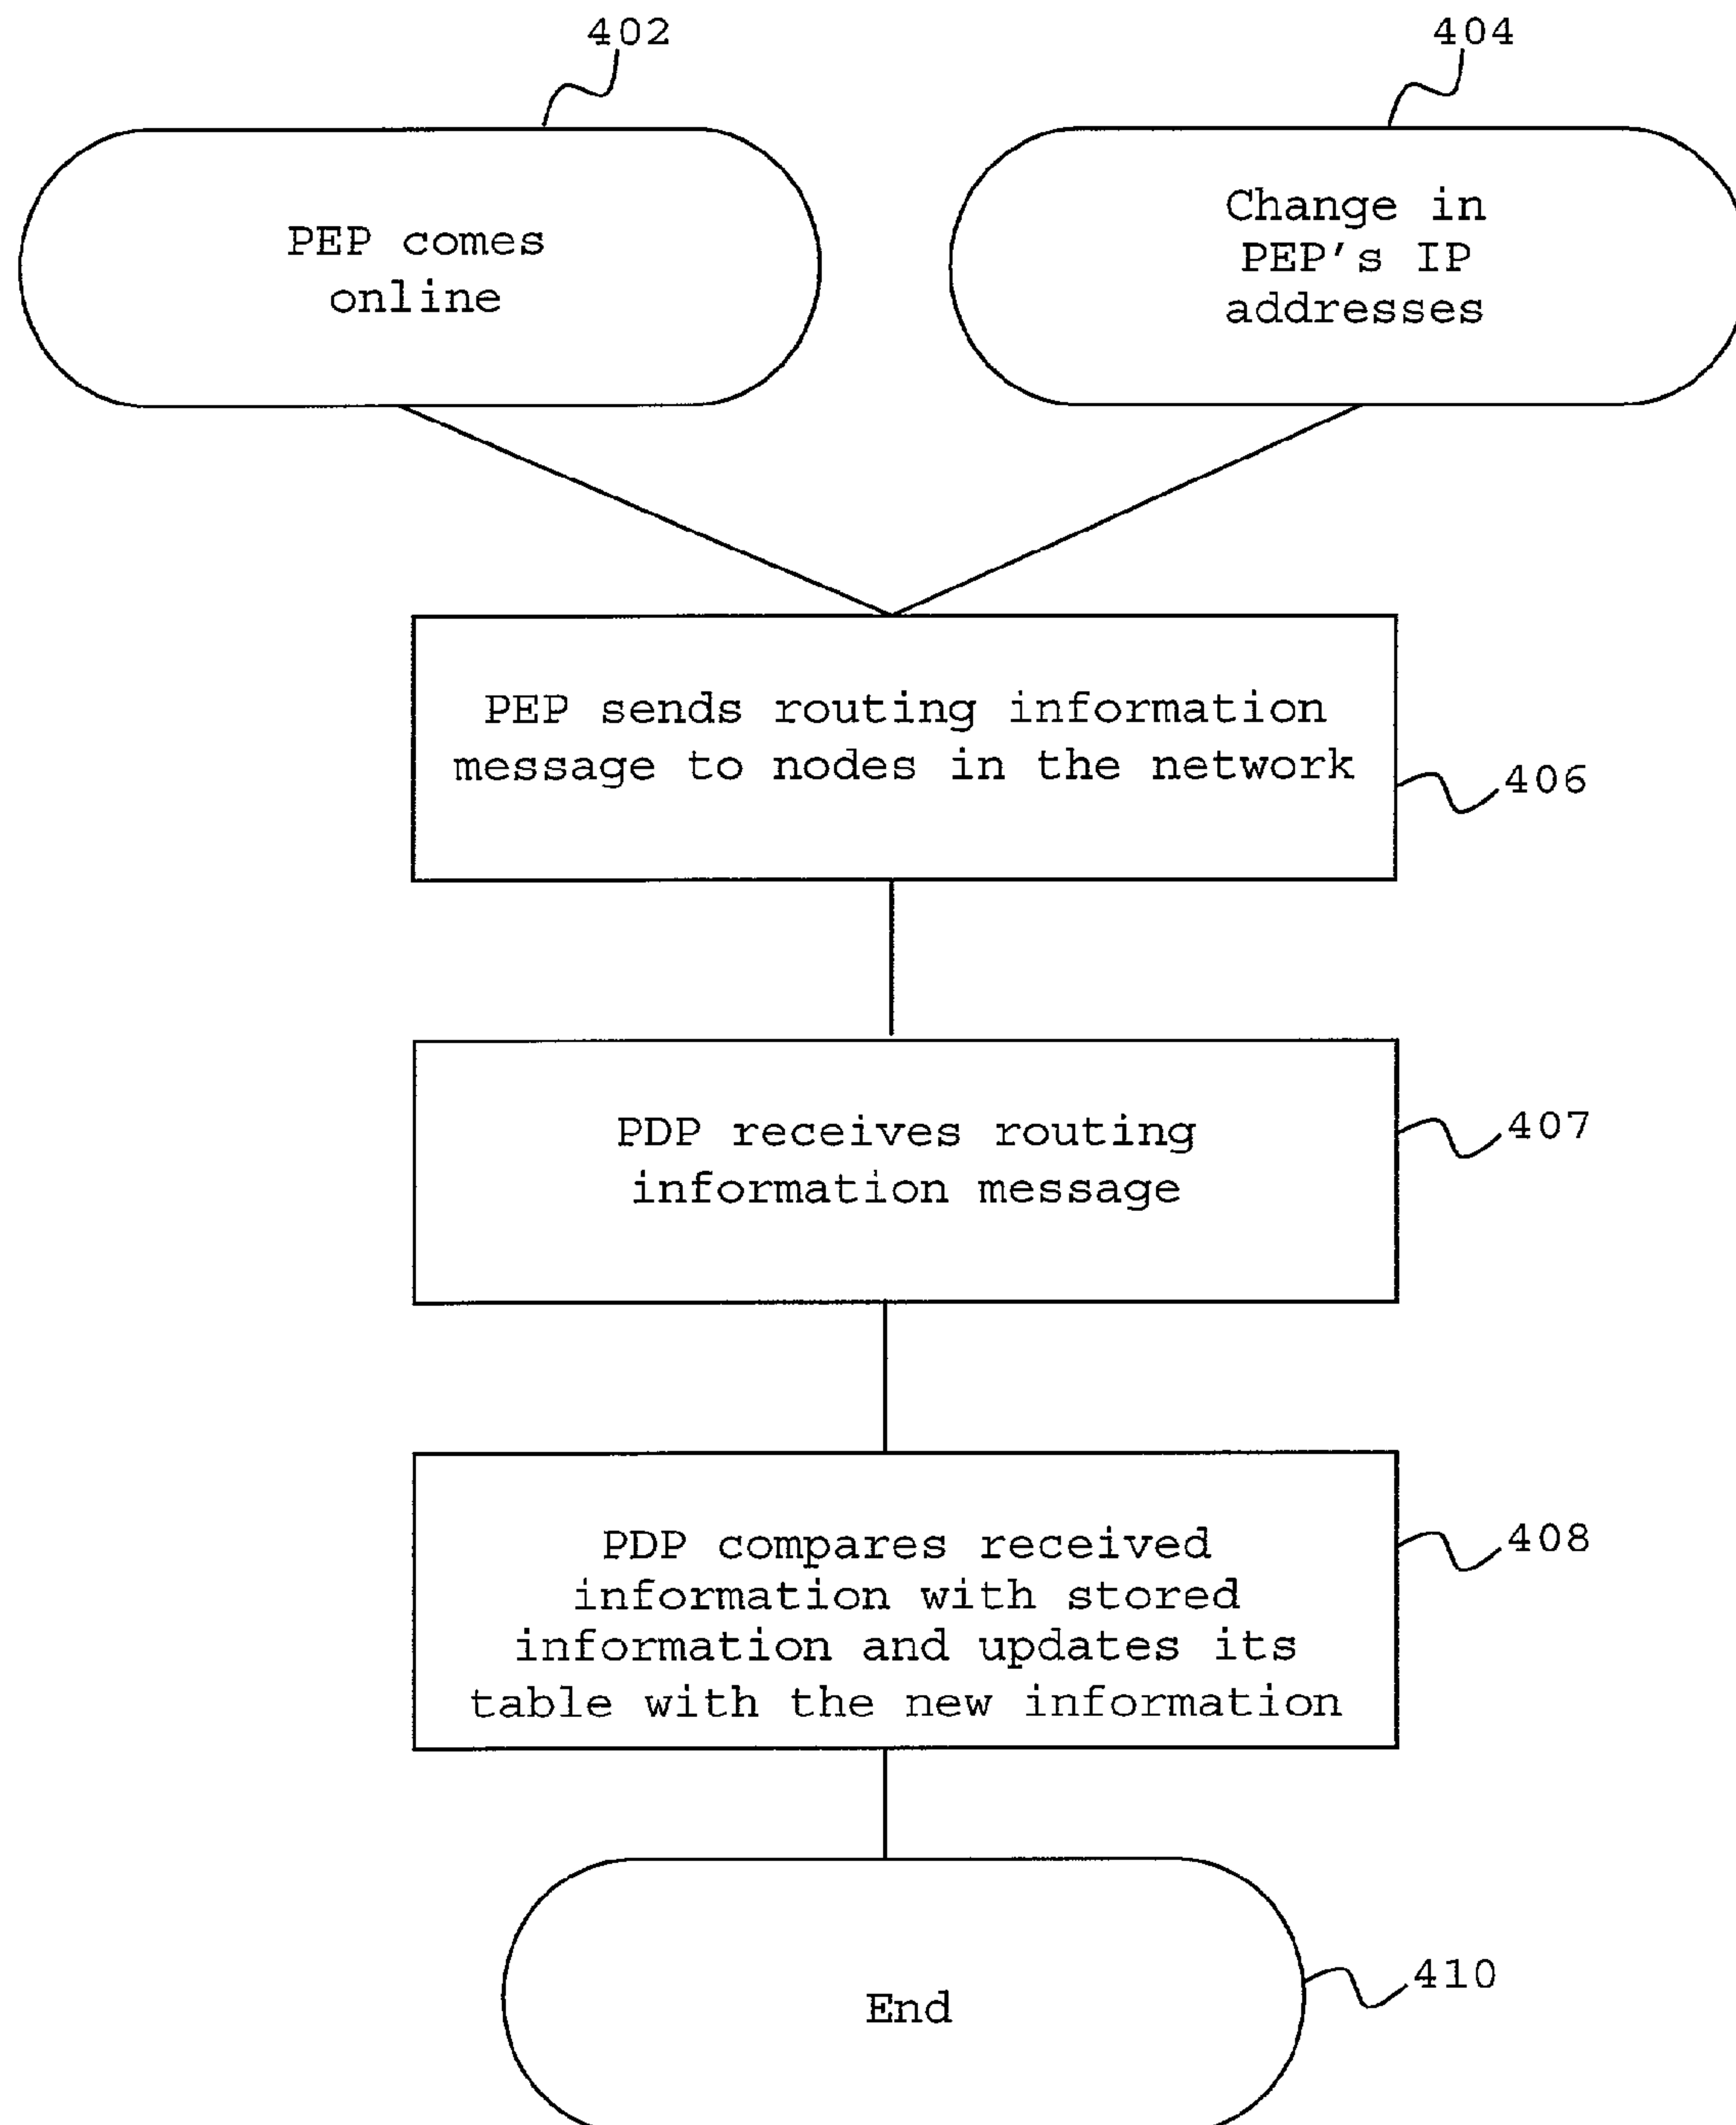 402
404
PEP comes
online
Change in
PEP's IP
addresses
PEP sends routing information
message to nodes in the network
406
PDP receives routing
information message
407
PDP compares received
information with stored
information and updates its
table with the new information
408
End
410